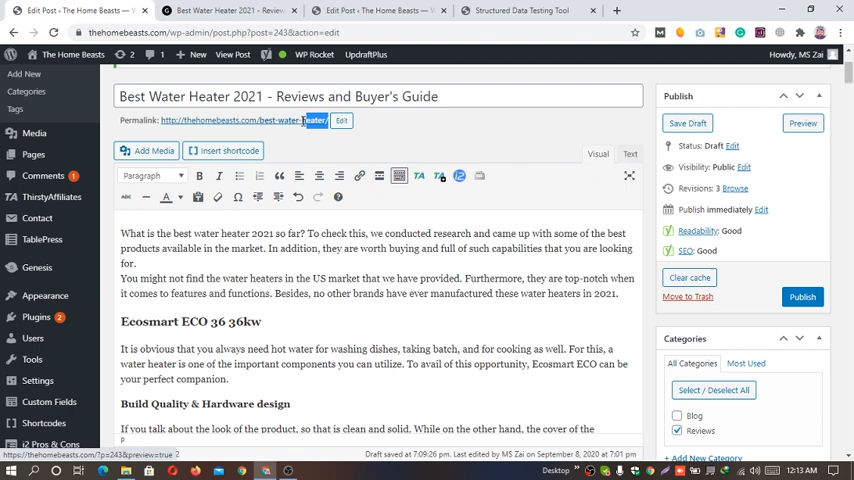 Edit Post ‹ The Home Beasts
Best Water Heater 2021 - Review
Edit Post ‹ The Home Beasts
Structured Data Testing Tool
thehomebeasts.com/wp-admin/post.php?post=243&action=edit
The Home Beasts
2
1
New
View Post
WP Rocket
UpdraftPlus
Howdy, MS Zai
Add New
Categories
Tags
Media
Pages
Comments 1
ThirstyAffiliates
Contact
TablePress
Genesis
Appearance
Plugins 2
Users
Tools
Settings
Custom Fields
Shortcodes
i2 Pros & Cons
Best Water Heater 2021 - Reviews and Buyer's Guide
Permalink: http://thehomebeasts.com/best-water-heater/ Edit
Add Media
Insert shortcode
Visual
Text
Paragraph
B I
TA TA
ABC
A
What is the best water heater 2021 so far? To check this, we conducted research and came up with some of the best
products available in the market. In addition, they are worth buying and full of such capabilities that you are looking
for.
You might not find the water heaters in the US market that we have provided. Furthermore, they are top-notch when
it comes to features and functions. Besides, no other brands have ever manufactured these water heaters in 2021.
Ecosmart ECO 36 36kw
It is obvious that you always need hot water for washing dishes, taking batch, and for cooking as well. For this, a
water heater is one of the important components you can utilize. To avail of this opportunity, Ecosmart ECO can be
your perfect companion.
Build Quality & Hardware design
If you talk about the look of the product, so that is clean and solid. While on the other hand, the cover of the
P
Draft saved at 7:09:26 pm. Last edited by MS Zai on September 8, 2020 at 7:01 pm
Publish
Save Draft
Preview
Status: Draft Edit
Visibility: Public Edit
Revisions: 3 Browse
Publish immediately Edit
Readability: Good
SEO: Good
Clear cache
Move to Trash
Publish
Categories
All Categories
Most Used
Select / Deselect All
Blog
Reviews
+ Add New Category
https://thehomebeasts.com/?p=243&preview=true
Desktop
12:13 AM